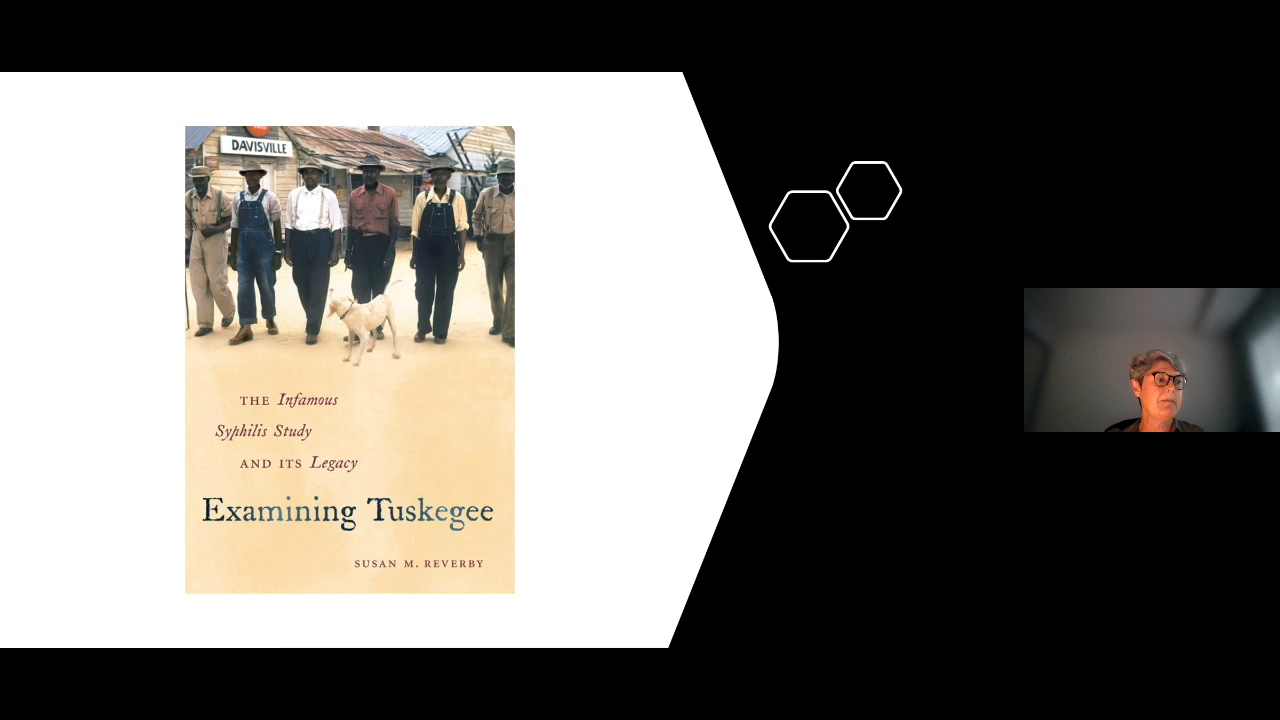 DAVISVILLE
THE Infamous
Syphilis Study
AND ITS Legacy
Examining Tuskegee
SUSAN M. REVERBY